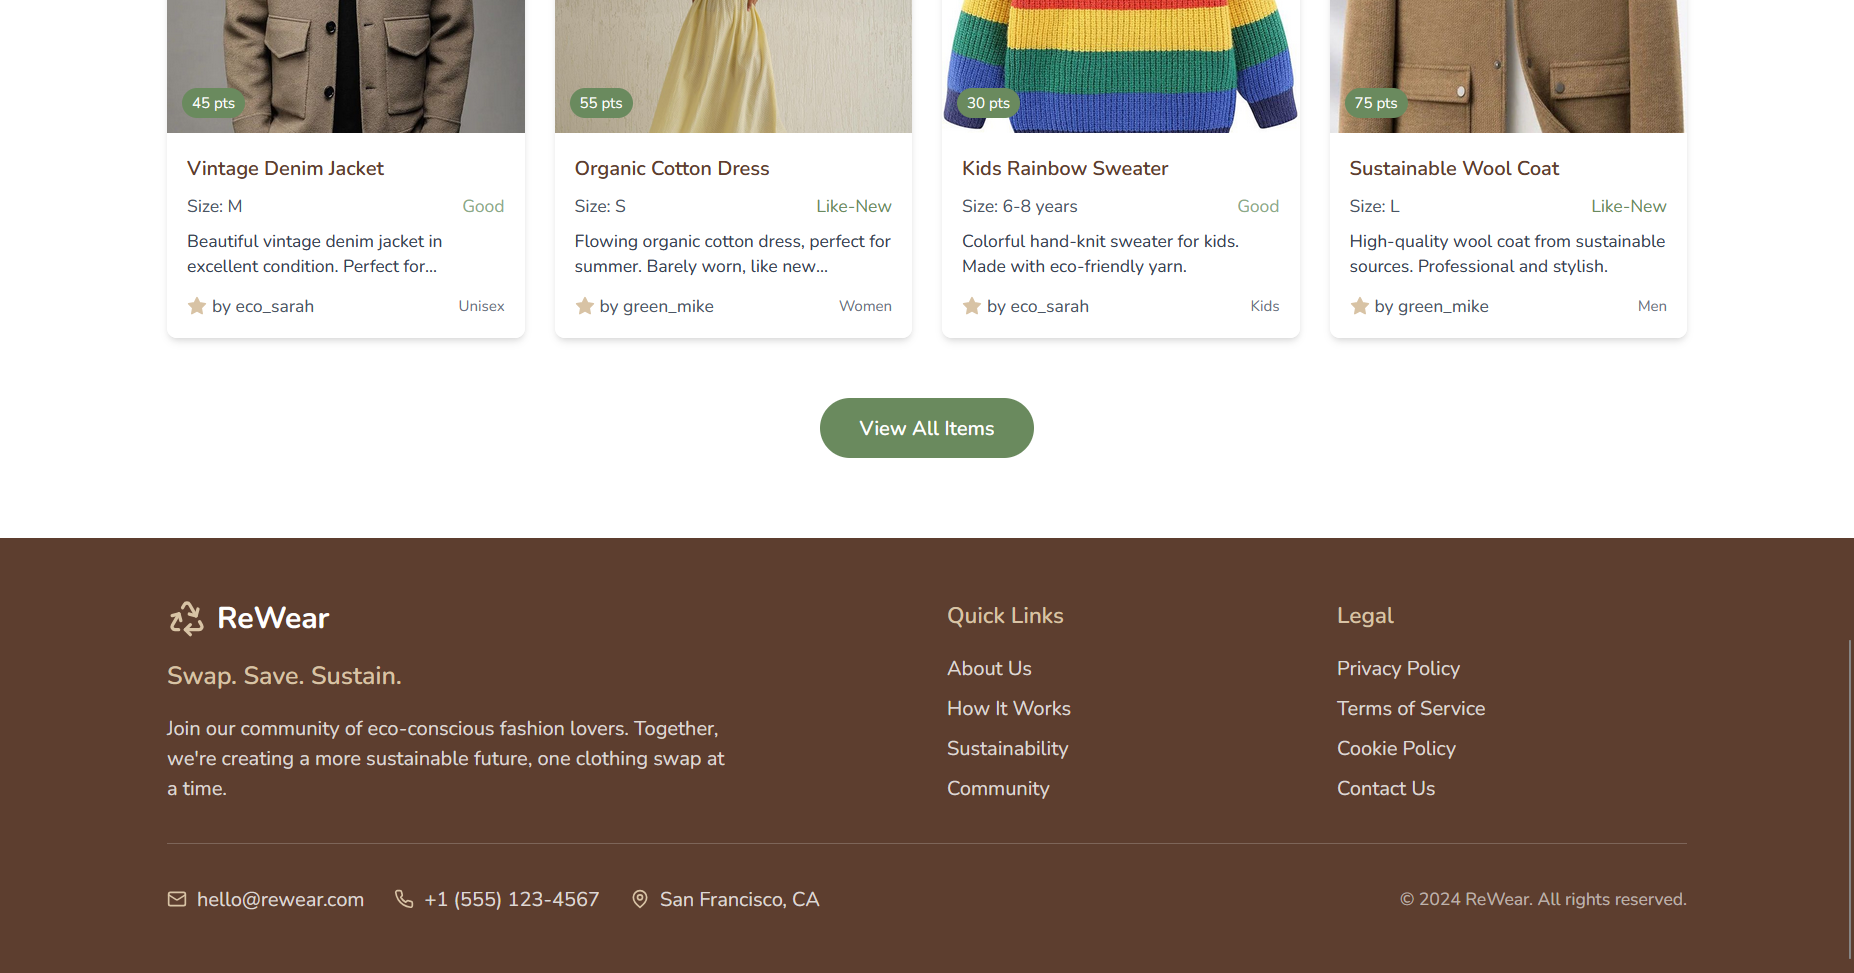 45 pts
55 pts
30 pts
75 pts
Vintage Denim Jacket
Size: M
Good
Beautiful vintage denim jacket in
excellent condition. Perfect for...
by eco_sarah
Unisex
Organic Cotton Dress
Size: S
Like-New
Flowing organic cotton dress, perfect for
summer. Barely worn, like new...
by green_mike
Women
Kids Rainbow Sweater
Size: 6-8 years
Good
Colorful hand-knit sweater for kids.
Made with eco-friendly yarn.
by eco_sarah
Kids
Sustainable Wool Coat
Size: L
Like-New
High-quality wool coat from sustainable
sources. Professional and stylish.
by green_mike
Men
View All Items
ReWear
Swap. Save. Sustain.
Join our community of eco-conscious fashion lovers. Together,
we're creating a more sustainable future, one clothing swap at
a time.
Quick Links
About Us
How It Works
Sustainability
Community
Legal
Privacy Policy
Terms of Service
Cookie Policy
Contact Us
hello@rewear.com
+1 (555) 123-4567
San Francisco, CA
© 2024 ReWear. All rights reserved.